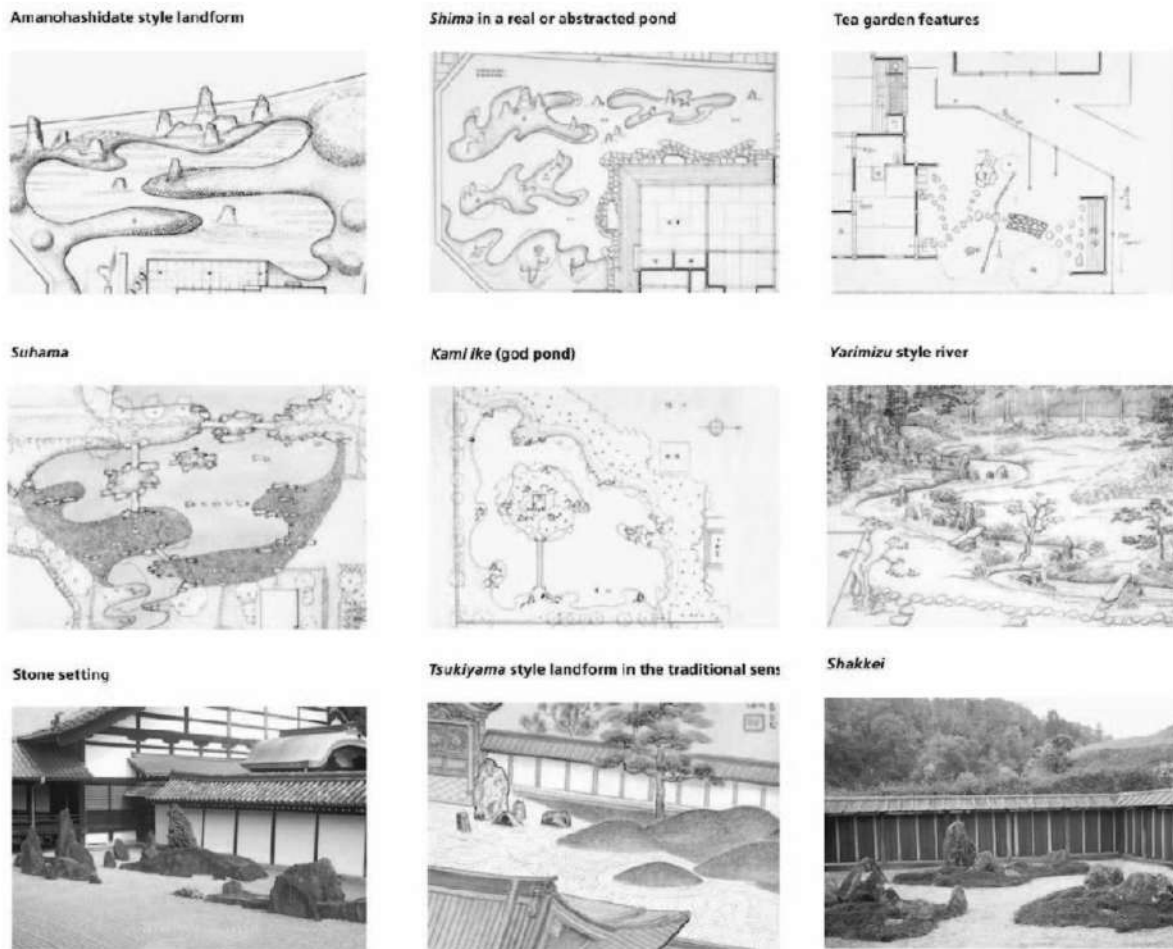 Amanohashidate style landform
Shima in a real or abstracted pond
Tea garden features
Suhama
Kami ike (god pond)
Yarimizu style river
Stone setting
Tsukiyama style landform in the traditional sens
Shakkei